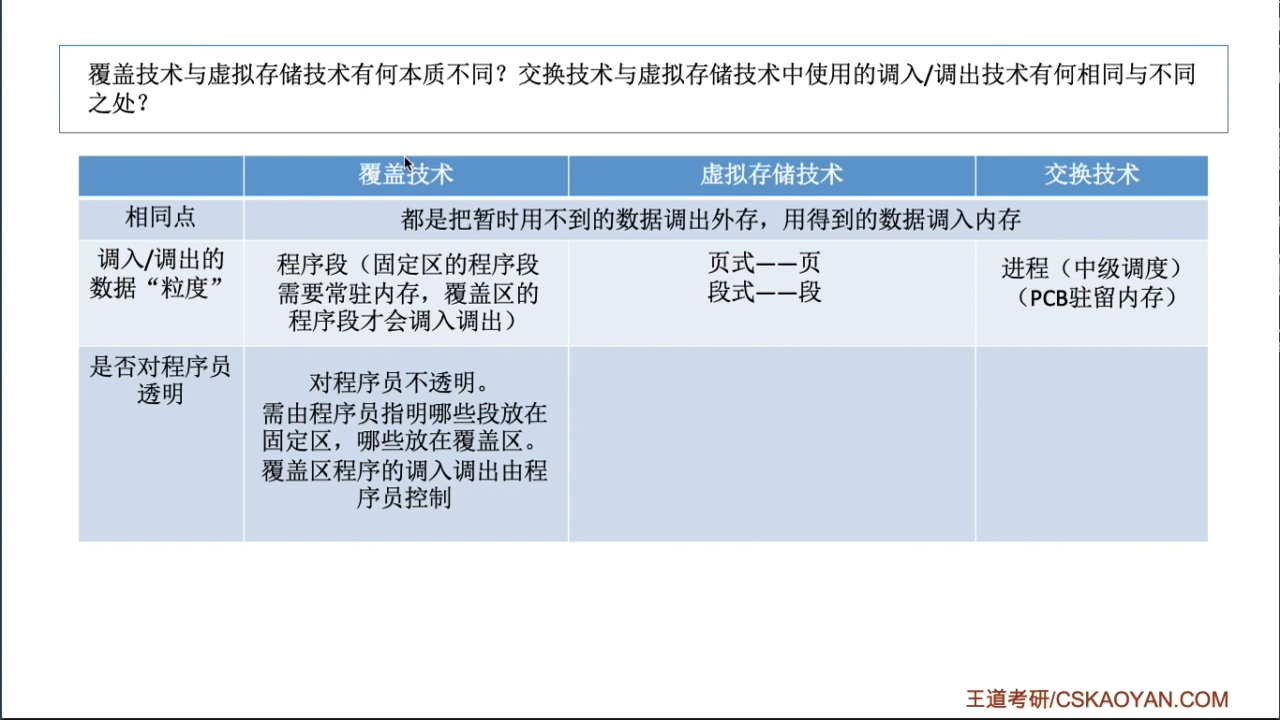 覆盖技术与虚拟存储技术有何本质不同？交换技术与虚拟存储技术中使用的调入/调出技术有何相同与不同
之处？
覆盖技术 虚拟存储技术 交换技术
相同点 都是把暂时用不到的数据调出外存，用得到的数据调入内存
调入/调出的
数据“粒度”
程序段（固定区的程序段
需要常驻内存，覆盖区的
程序段才会调入调出）
页式——页
段式——段
进程（中级调度）
（PCB驻留内存）
是否对程序员
透明
对程序员不透明。
需由程序员指明哪些段放在
固定区，哪些放在覆盖区。
覆盖区程序的调入调出由程
序员控制
王道考研/CSKAOYAN.COM